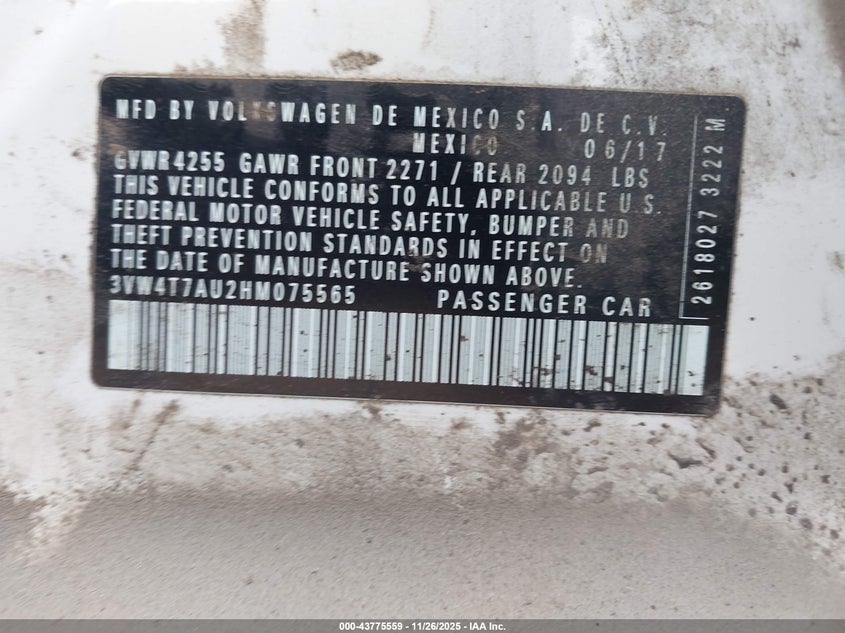 MFD BY VOLKSWAGEN DE MEXICO S.A. DE C.V.
MEXICO 06/17
GVWR 4255 GAWR FRONT 2271 / REAR 2094 LBS
THIS VEHICLE CONFORMS TO ALL APPLICABLE U.S.
FEDERAL MOTOR VEHICLE SAFETY, BUMPER AND
THEFT PREVENTION STANDARDS IN EFFECT ON
THE DATE OF MANUFACTURE SHOWN ABOVE.
3VW4T7AU2HM075565 PASSENGER CAR
2618027 3222 M
000-43775559 - 11/26/2025 - IAA Inc.